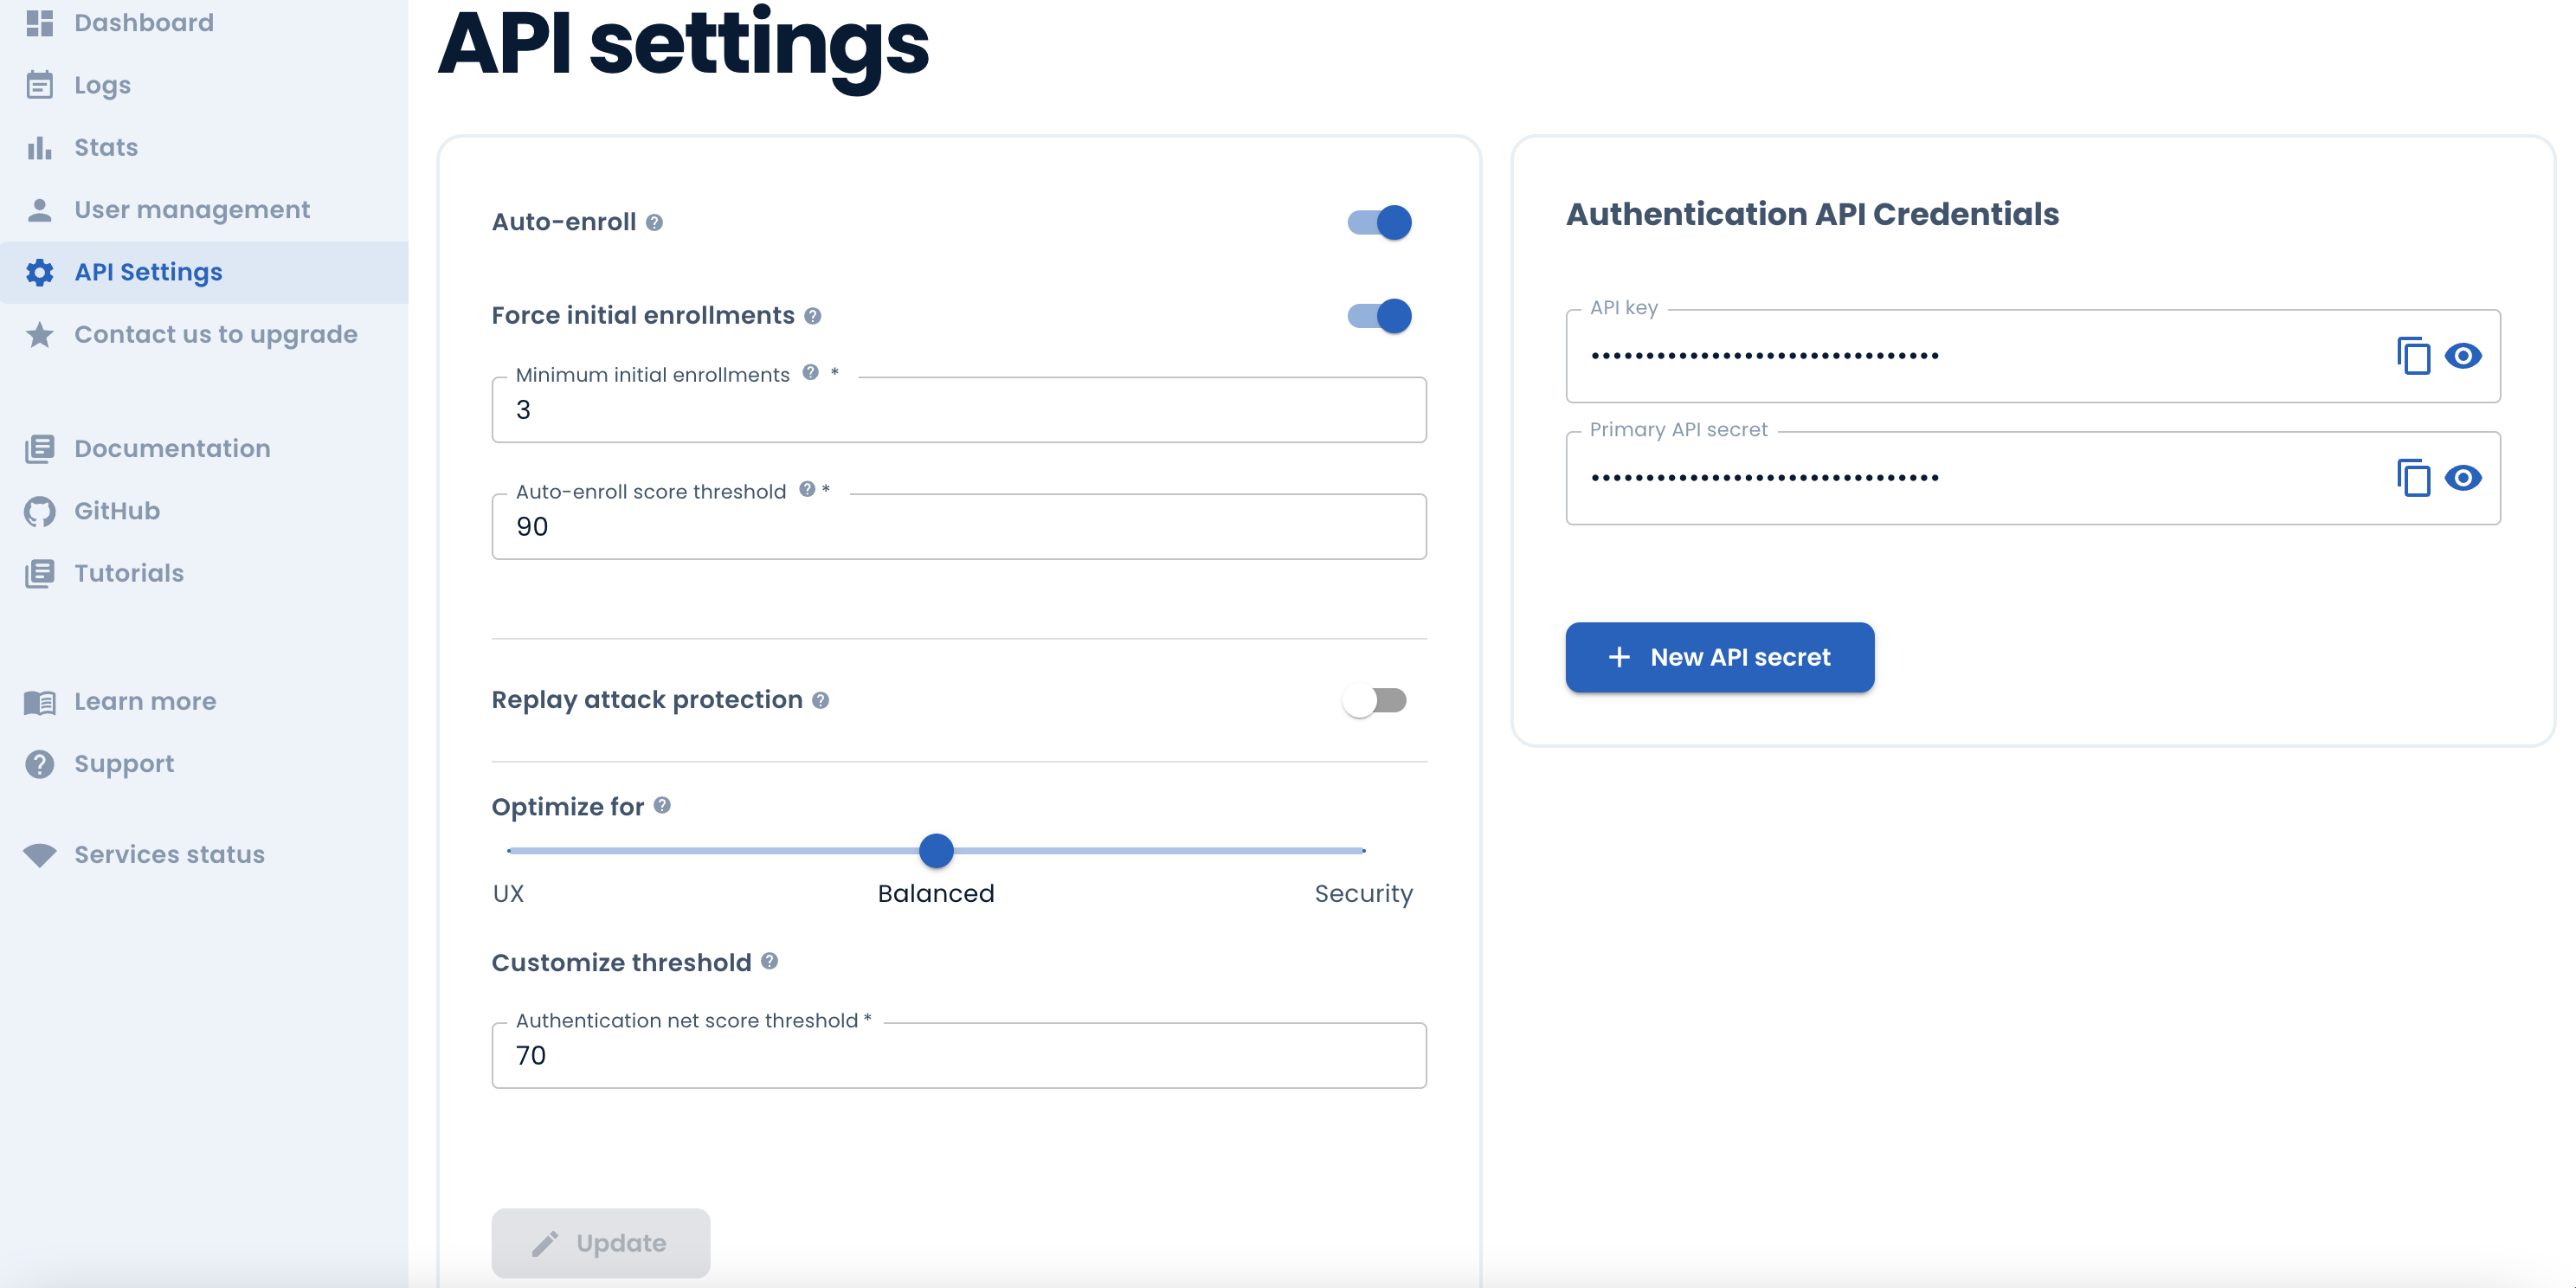 Dashboard
Logs
Stats
User management
API Settings
Contact us to upgrade
Documentation
GitHub
Tutorials
Learn more
Support
Services status
API settings
Auto-enroll
Force initial enrollments
Minimum initial enrollments *
3
Auto-enroll score threshold *
90
Replay attack protection
Optimize for
UX Balanced Security
Customize threshold
Authentication net score threshold *
70
Update
Authentication API Credentials
API key
••••••••••••••••••••••••••••••••
Primary API secret
••••••••••••••••••••••••••••••••
+ New API secret